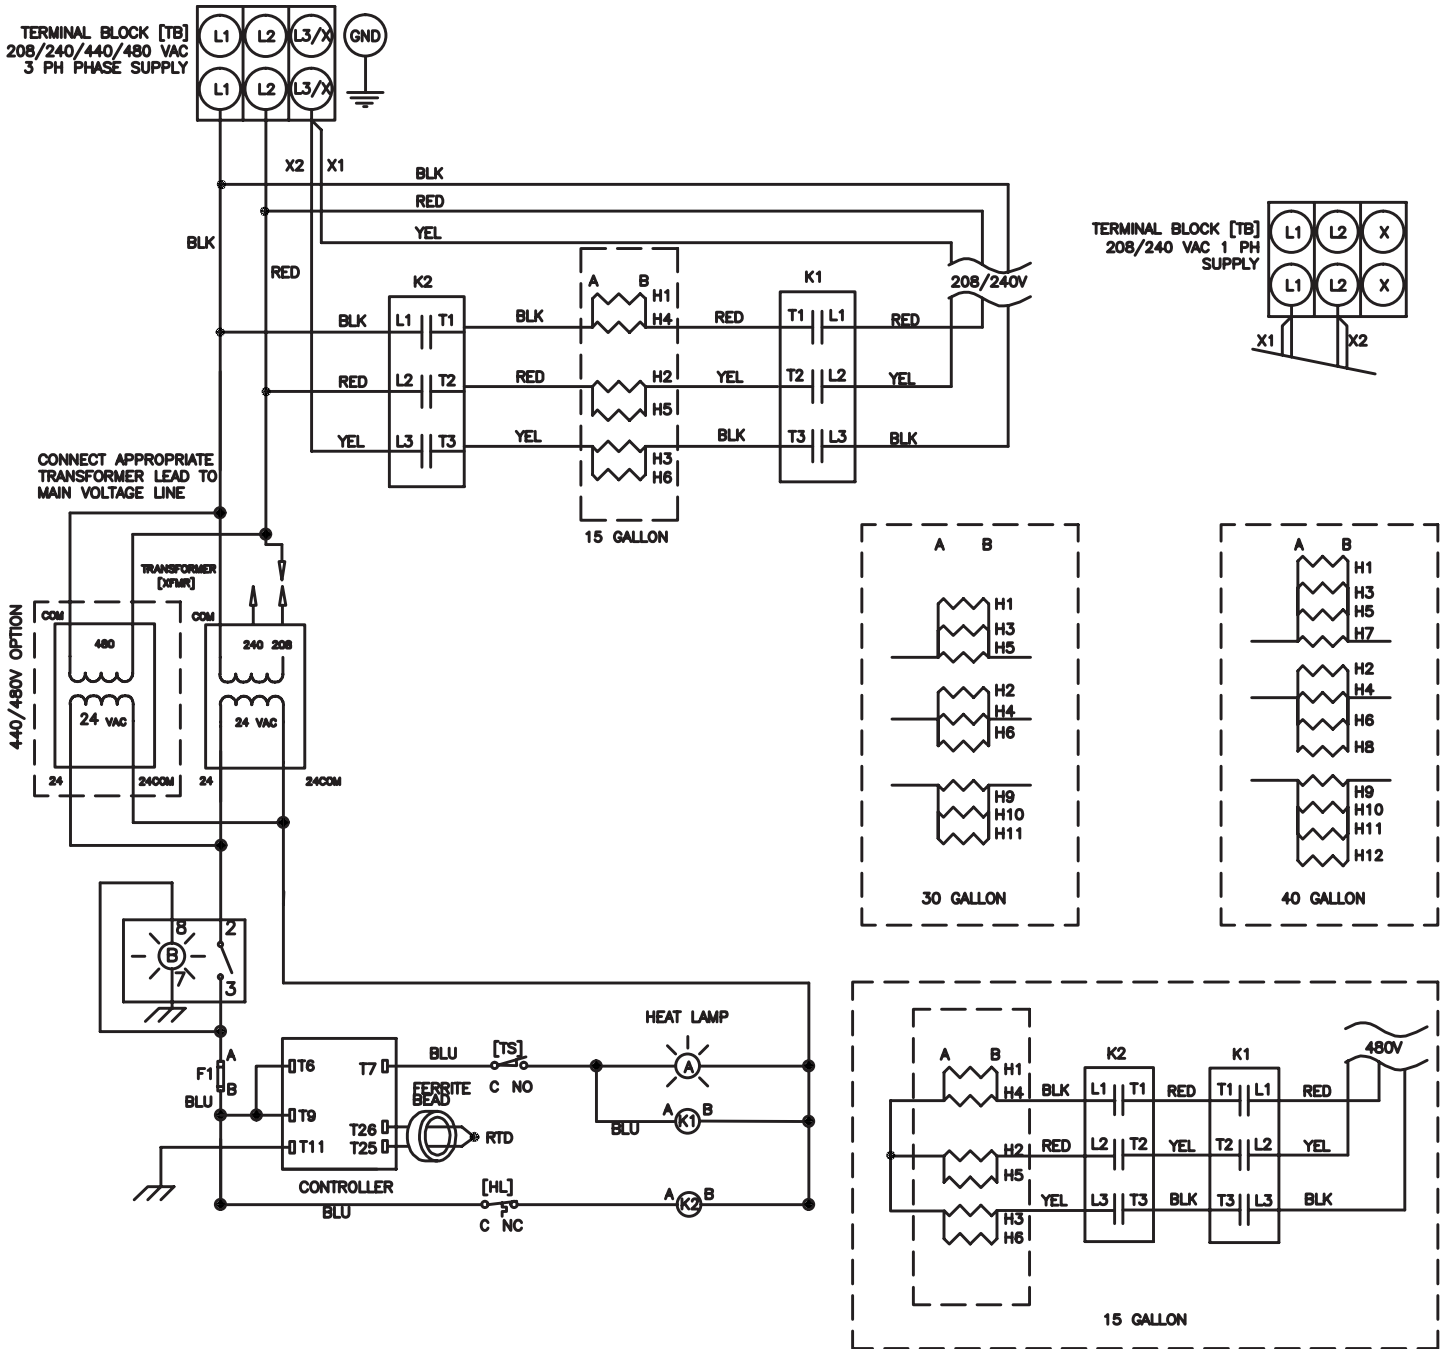 TERMINAL BLOCK [TB]
208/240/440/480 VAC
3 PH PHASE SUPPLY
L1 L2 L3/X GND
L1 L2 L3/X
X2 X1
BLK
RED
YEL
BLK
RED
TERMINAL BLOCK [TB]
208/240 VAC 1 PH
SUPPLY
L1 L2 X
L1 L2 X
X1 X2
K2
A B
K1
208/240V
BLK L1 T1 BLK H1
H4 RED T1 L1 RED
RED L2 T2 RED H2
H5 YEL T2 L2 YEL
YEL L3 T3 YEL H3
H6 BLK T3 L3 BLK
15 GALLON
CONNECT APPROPRIATE
TRANSFORMER LEAD TO
MAIN VOLTAGE LINE
TRANSFORMER
[XFMR]
440/480V OPTION
COM
480
24 VAC
24 24COM
COM
240 208
24 VAC
24 24COM
A B
H1
H3
H5
H2
H4
H6
H9
H10
H11
30 GALLON
A B
H1
H3
H5
H7
H2
H4
H6
H8
H9
H10
H11
H12
40 GALLON
8 2
B
7 3
A
F1
B
BLU
T6 T7
T9
T26
T11 T25
CONTROLLER
BLU
[TS]
C NO
FERRITE
BEAD
RTD
HEAT LAMP
A
A K1 B
BLU
[HL]
C NC
BLU
A K2 B
480V
A B
K2 K1
H1
H4 BLK L1 T1 RED T1 L1 RED
H2
H5 RED L2 T2 YEL T2 L2 YEL
H3
H6 YEL L3 T3 BLK T3 L3 BLK
15 GALLON